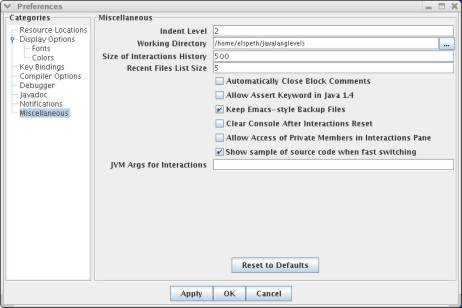 Preferences
Categories
Resource Locations
Display Options
Fonts
Colors
Key Bindings
Compiler Options
Debugger
Javadoc
Notifications
Miscellaneous
Miscellaneous
Indent Level 2
Working Directory /home/elspeth/java/langlevels ...
Size of Interactions History 500
Recent Files List Size 5
Automatically Close Block Comments
Allow Assert Keyword in Java 1.4
Keep Emacs-style Backup Files
Clear Console After Interactions Reset
Allow Access of Private Members in Interactions Pane
Show sample of source code when fast switching
JVM Args for Interactions
Reset to Defaults
Apply OK Cancel